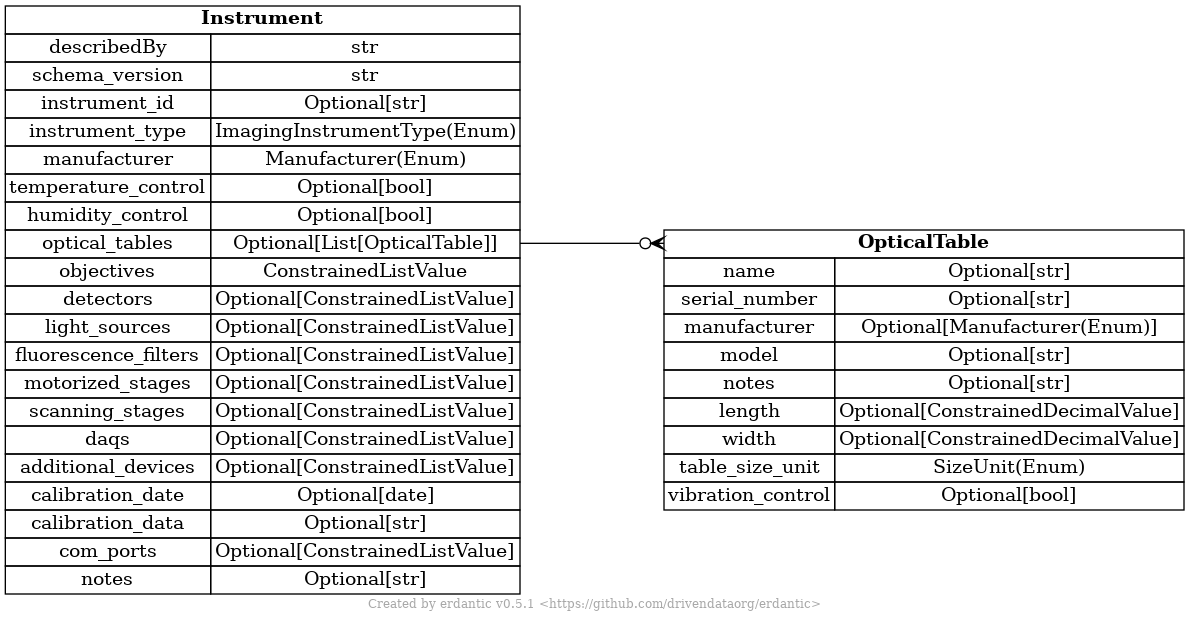 Instrument
describedBy str
schema_version str
instrument_id Optional[str]
instrument_type ImagingInstrumentType(Enum)
manufacturer Manufacturer(Enum)
temperature_control Optional[bool]
humidity_control Optional[bool]
optical_tables Optional[List[OpticalTable]]
objectives ConstrainedListValue
detectors Optional[ConstrainedListValue]
light_sources Optional[ConstrainedListValue]
fluorescence_filters Optional[ConstrainedListValue]
motorized_stages Optional[ConstrainedListValue]
scanning_stages Optional[ConstrainedListValue]
daqs Optional[ConstrainedListValue]
additional_devices Optional[ConstrainedListValue]
calibration_date Optional[date]
calibration_data Optional[str]
com_ports Optional[ConstrainedListValue]
notes Optional[str]
OpticalTable
name Optional[str]
serial_number Optional[str]
manufacturer Optional[Manufacturer(Enum)]
model Optional[str]
notes Optional[str]
length Optional[ConstrainedDecimalValue]
width Optional[ConstrainedDecimalValue]
table_size_unit SizeUnit(Enum)
vibration_control Optional[bool]
Created by erdantic v0.5.1 <https://github.com/drivendataorg/erdantic>